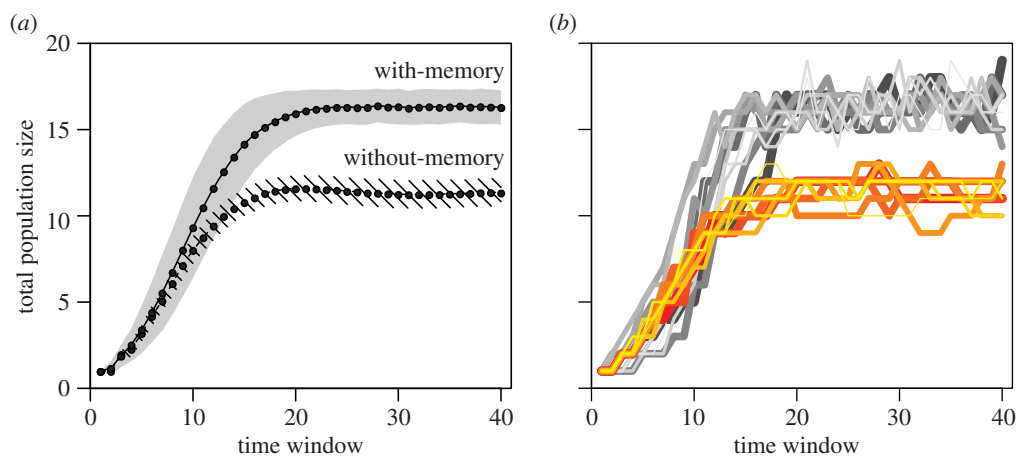 (a)
20
15
10
5
0
total population size
with-memory
without-memory
0 10 20 30 40
time window
(b)
0 10 20 30 40
time window